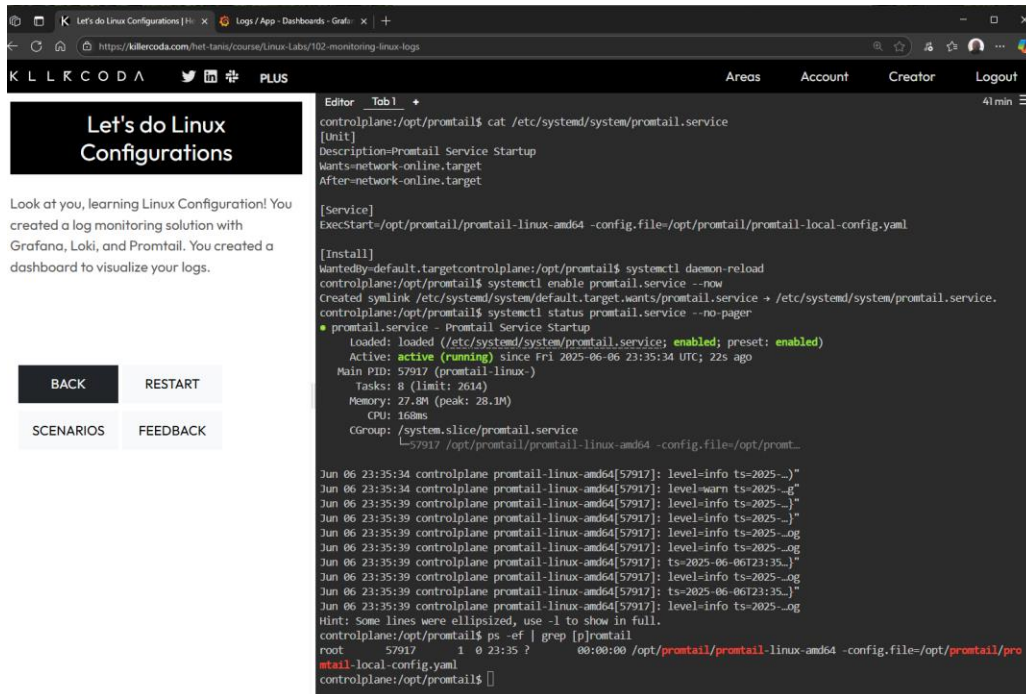 Let's do Linux Configurations | He
Logs / App - Dashboards - Grafar
https://killercoda.com/het-tanis/course/Linux-Labs/102-monitoring-linux-logs
KILLERCODA
PLUS
Areas
Account
Creator
Logout
Let's do Linux
Configurations
Look at you, learning Linux Configuration! You
created a log monitoring solution with
Grafana, Loki, and Promtail. You created a
dashboard to visualize your logs.
BACK
RESTART
SCENARIOS
FEEDBACK
Editor Tab 1 +
41 min
controlplane:/opt/promtail$ cat /etc/systemd/system/promtail.service
[Unit]
Description=Promtail Service Startup
Wants=network-online.target
After=network-online.target
[Service]
ExecStart=/opt/promtail/promtail-linux-amd64 -config.file=/opt/promtail/promtail-local-config.yaml
[Install]
WantedBy=default.targetcontrolplane:/opt/promtail$ systemctl daemon-reload
controlplane:/opt/promtail$ systemctl enable promtail.service --now
Created symlink /etc/systemd/system/default.target.wants/promtail.service → /etc/systemd/system/promtail.service.
controlplane:/opt/promtail$ systemctl status promtail.service --no-pager
● promtail.service - Promtail Service Startup
Loaded: loaded (/etc/systemd/system/promtail.service; enabled; preset: enabled)
Active: active (running) since Fri 2025-06-06 23:35:34 UTC; 22s ago
Main PID: 57917 (promtail-linux-)
Tasks: 8 (limit: 2614)
Memory: 27.8M (peak: 28.1M)
CPU: 168ms
CGroup: /system.slice/promtail.service
└─57917 /opt/promtail/promtail-linux-amd64 -config.file=/opt/promt…
Jun 06 23:35:34 controlplane promtail-linux-amd64[57917]: level=info ts=2025-…)"
Jun 06 23:35:34 controlplane promtail-linux-amd64[57917]: level=warn ts=2025-…g"
Jun 06 23:35:39 controlplane promtail-linux-amd64[57917]: level=info ts=2025-…}"
Jun 06 23:35:39 controlplane promtail-linux-amd64[57917]: level=info ts=2025-…}"
Jun 06 23:35:39 controlplane promtail-linux-amd64[57917]: level=info ts=2025-…og
Jun 06 23:35:39 controlplane promtail-linux-amd64[57917]: level=info ts=2025-…og
Jun 06 23:35:39 controlplane promtail-linux-amd64[57917]: ts=2025-06-06T23:35…}"
Jun 06 23:35:39 controlplane promtail-linux-amd64[57917]: level=info ts=2025-…og
Jun 06 23:35:39 controlplane promtail-linux-amd64[57917]: ts=2025-06-06T23:35…}"
Jun 06 23:35:39 controlplane promtail-linux-amd64[57917]: level=info ts=2025-…og
Hint: Some lines were ellipsized, use -l to show in full.
controlplane:/opt/promtail$ ps -ef | grep [p]romtail
root 57917 1 0 23:35 ? 00:00:00 /opt/promtail/promtail-linux-amd64 -config.file=/opt/promtail/pro
mtail-local-config.yaml
controlplane:/opt/promtail$